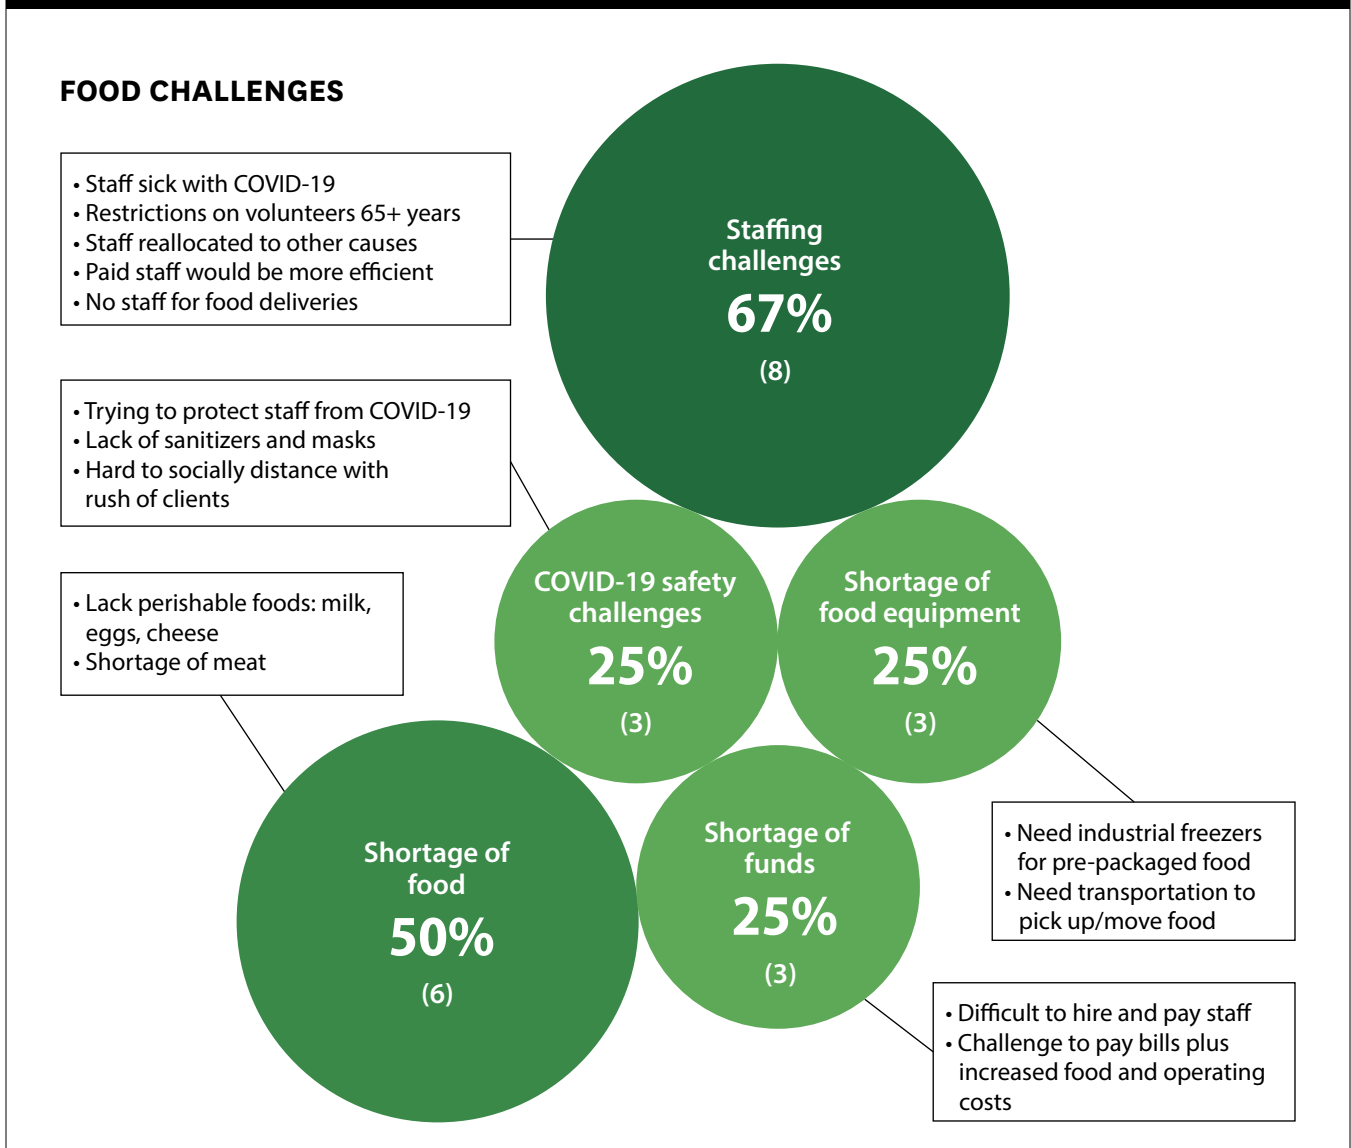 FOOD CHALLENGES
• Staff sick with COVID-19
• Restrictions on volunteers 65+ years
• Staff reallocated to other causes
• Paid staff would be more efficient
• No staff for food deliveries
Staffing
challenges
67%
(8)
• Trying to protect staff from COVID-19
• Lack of sanitizers and masks
• Hard to socially distance with
rush of clients
COVID-19 safety
challenges
25%
(3)
Shortage of
food equipment
25%
(3)
• Lack perishable foods: milk,
eggs, cheese
• Shortage of meat
Shortage of
food
50%
(6)
Shortage of
funds
25%
(3)
• Need industrial freezers
for pre-packaged food
• Need transportation to
pick up/move food
• Difficult to hire and pay staff
• Challenge to pay bills plus
increased food and operating
costs